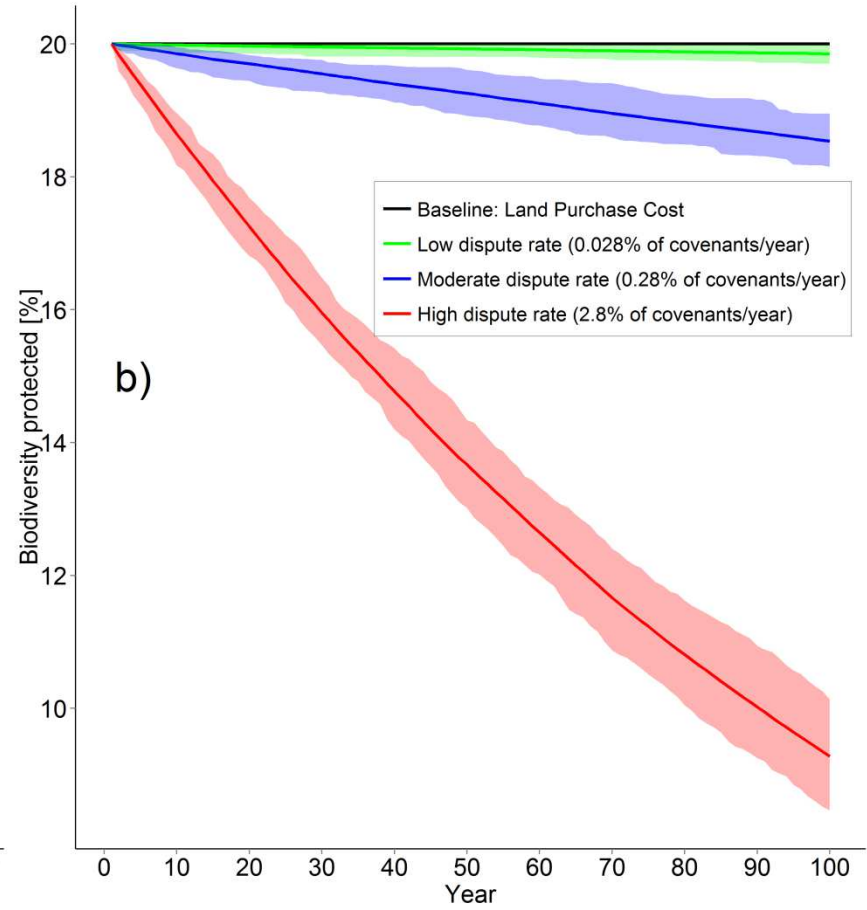 20
18
16
14
12
10
Biodiversity protected [%]
Baseline: Land Purchase Cost
Low dispute rate (0.028% of covenants/year)
Moderate dispute rate (0.28% of covenants/year)
High dispute rate (2.8% of covenants/year)
b)
0 10 20 30 40 50 60 70 80 90 100
Year